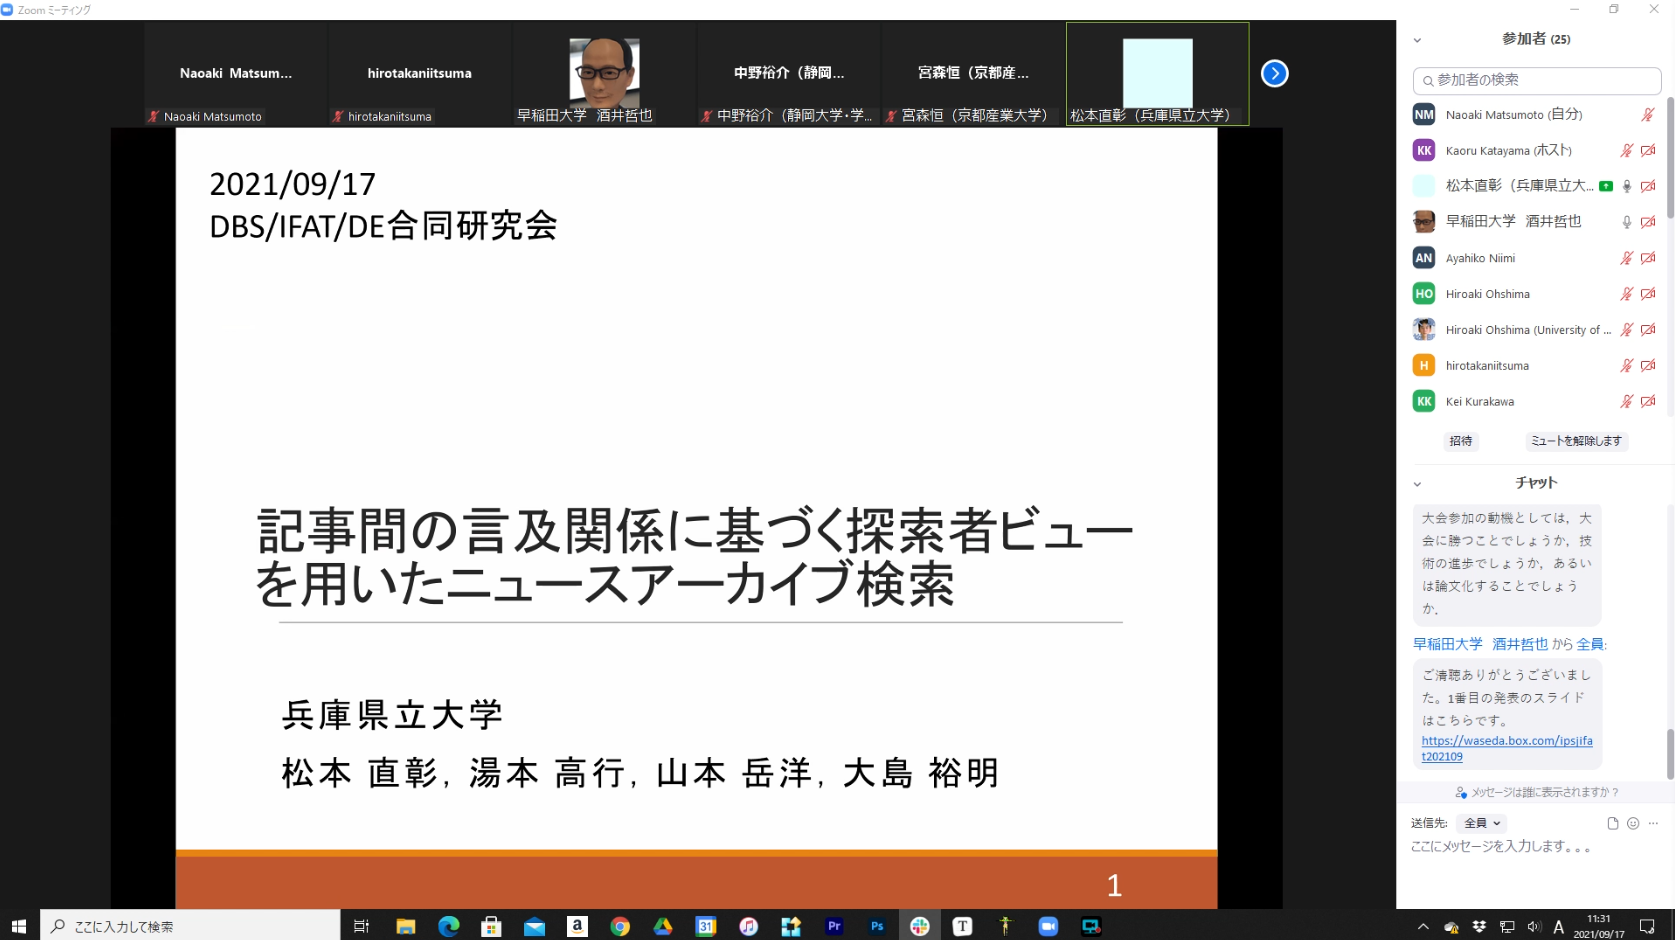 Zoom ミーティング
Naoaki Matsum...
hirotakaniitsuma
中野裕介（静岡...
宮森恒（京都産...
Naoaki Matsumoto
hirotakaniitsuma
早稲田大学 酒井哲也
中野裕介（静岡大学・学...
宮森恒（京都産業大学）
松本直彰（兵庫県立大学）
2021/09/17
DBS/IFAT/DE合同研究会
記事間の言及関係に基づく探索者ビュー
を用いたニュースアーカイブ検索
兵庫県立大学
松本 直彰, 湯本 高行, 山本 岳洋, 大島 裕明
1
参加者 (25)
参加者の検索
NM Naoaki Matsumoto (自分)
KK Kaoru Katayama (ホスト)
松本直彰（兵庫県立大...
早稲田大学 酒井哲也
AN Ayahiko Niimi
HO Hiroaki Ohshima
Hiroaki Ohshima (University of ...
H hirotakaniitsuma
KK Kei Kurakawa
招待 ミュートを解除します
チャット
大会参加の動機としては，大
会に勝つことでしょうか，技
術の進歩でしょうか，あるい
は論文化することでしょう
か．
早稲田大学 酒井哲也 から 全員:
ご清聴ありがとうございまし
た。1番目の発表のスライド
はこちらです。
https://waseda.box.com/ipsjifa
t202109
メッセージは誰に表示されますか？
送信先: 全員
ここにメッセージを入力します。。。
ここに入力して検索
a
31
Pr
Ps
T
A
11:31
2021/09/17